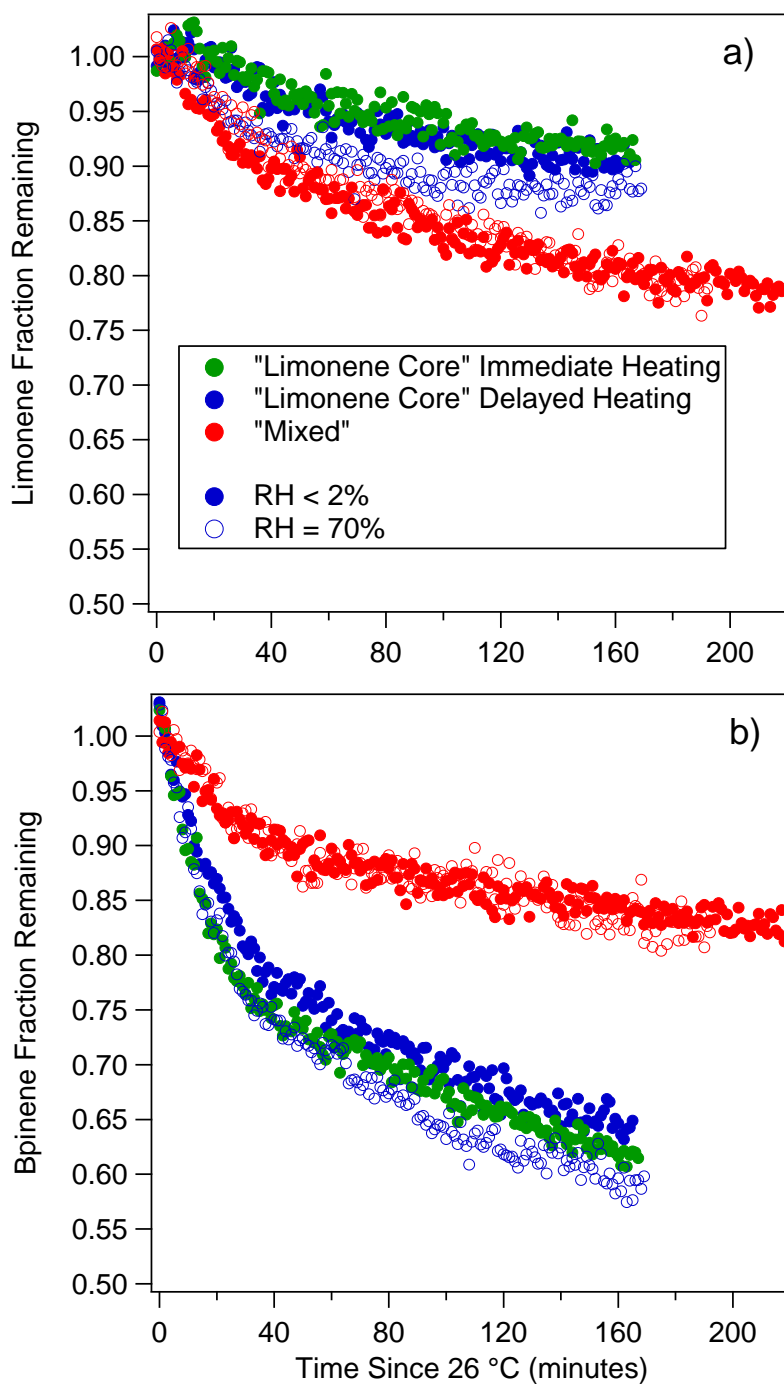 a)
1.00
0.95
0.90
0.85
0.80
0.75
0.70
0.65
0.60
0.55
0.50
Limonene Fraction Remaining
"Limonene Core" Immediate Heating
"Limonene Core" Delayed Heating
"Mixed"
RH < 2%
RH = 70%
0 40 80 120 160 200
b)
1.00
0.95
0.90
0.85
0.80
0.75
0.70
0.65
0.60
0.55
0.50
Bpinene Fraction Remaining
0 40 80 120 160 200
Time Since 26 °C (minutes)